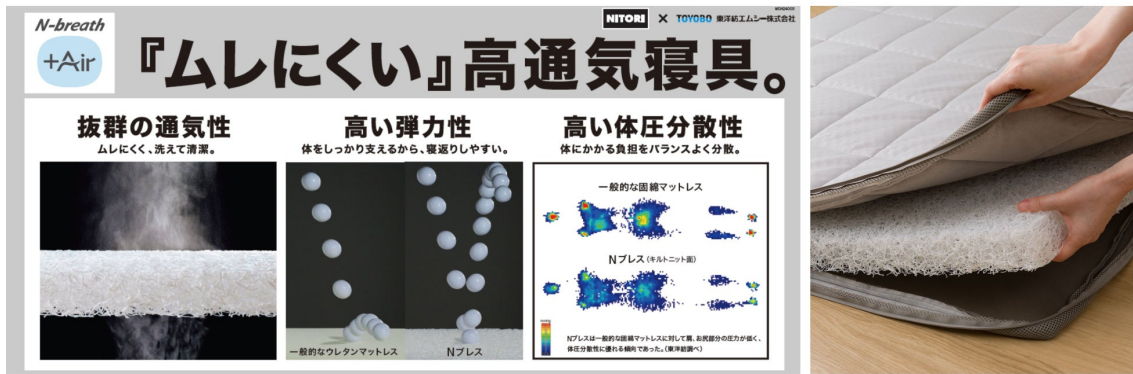 N-breath
+Air
NITORI × TOYOBO 東洋紡エムシー株式会社
『ムレにくい』高通気寝具。
抜群の通気性
ムレにくく、洗えて清潔。
高い弾力性
体をしっかり支えるから、寝返りしやすい。
高い体圧分散性
体にかかる負担をバランスよく分散。
一般的なウレタンマットレス
Nブレス
一般的な固綿マットレス
Nブレス(キルトニット面)
Nブレスは一般的な固綿マットレスに対して肩、お尻部分の圧力が低く、
体圧分散性に優れる傾向であった。(東洋紡調べ)